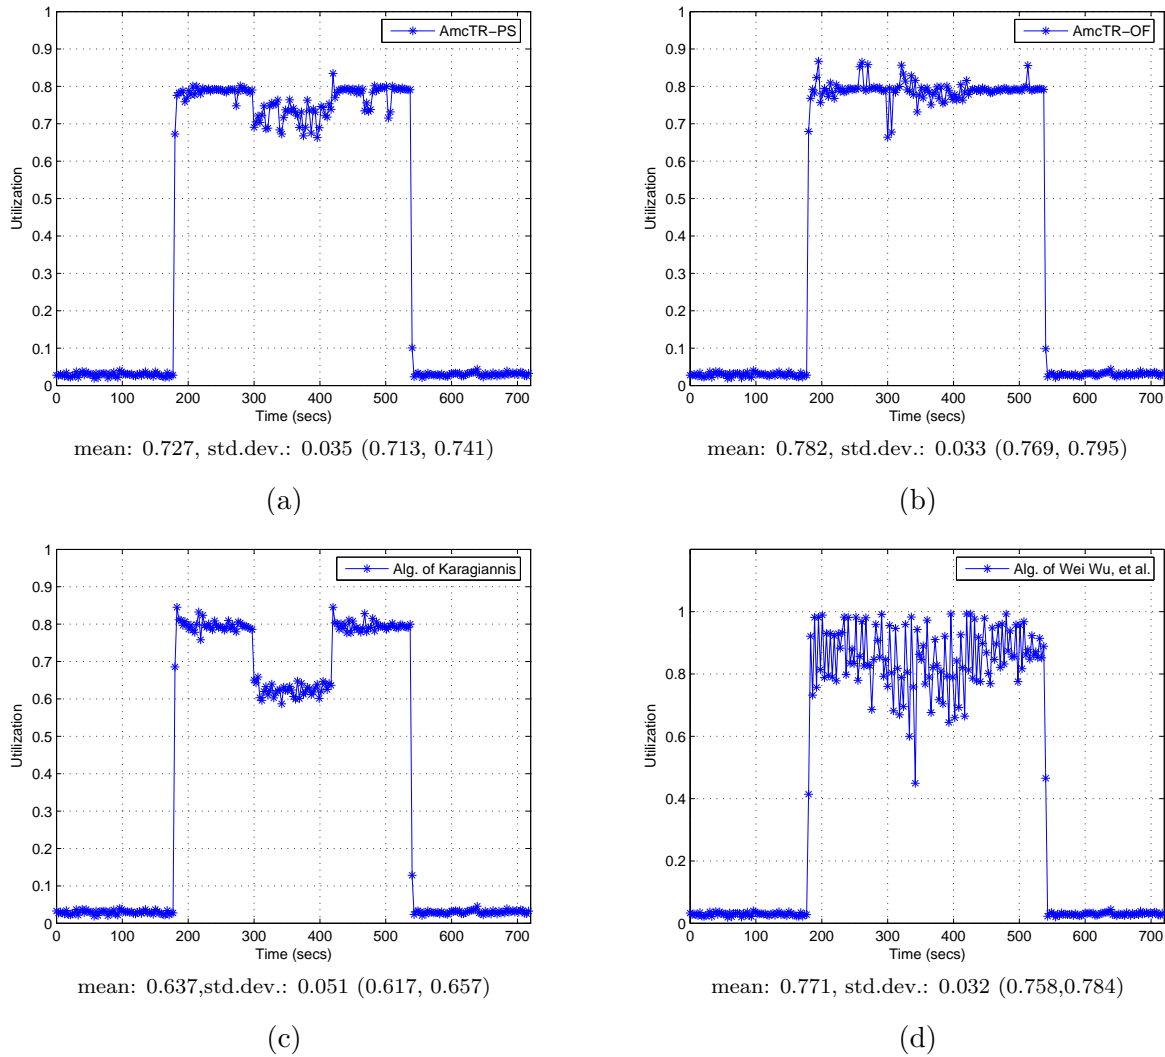 AmcTR−PS
1
0.9
0.8
0.7
0.6
0.5
0.4
0.3
0.2
0.1
0
Utilization
0 100 200 300 400 500 600 700
Time (secs)
mean: 0.727, std.dev.: 0.035 (0.713, 0.741)
(a)
AmcTR−OF
1
0.9
0.8
0.7
0.6
0.5
0.4
0.3
0.2
0.1
0
Utilization
0 100 200 300 400 500 600 700
Time (secs)
mean: 0.782, std.dev.: 0.033 (0.769, 0.795)
(b)
Alg. of Karagiannis
1
0.9
0.8
0.7
0.6
0.5
0.4
0.3
0.2
0.1
0
Utilization
0 100 200 300 400 500 600 700
Time (secs)
mean: 0.637,std.dev.: 0.051 (0.617, 0.657)
(c)
Alg. of Wei Wu, et al.
1
0.8
0.6
0.4
0.2
0
Utilization
0 100 200 300 400 500 600 700
Time (secs)
mean: 0.771, std.dev.: 0.032 (0.758,0.784)
(d)